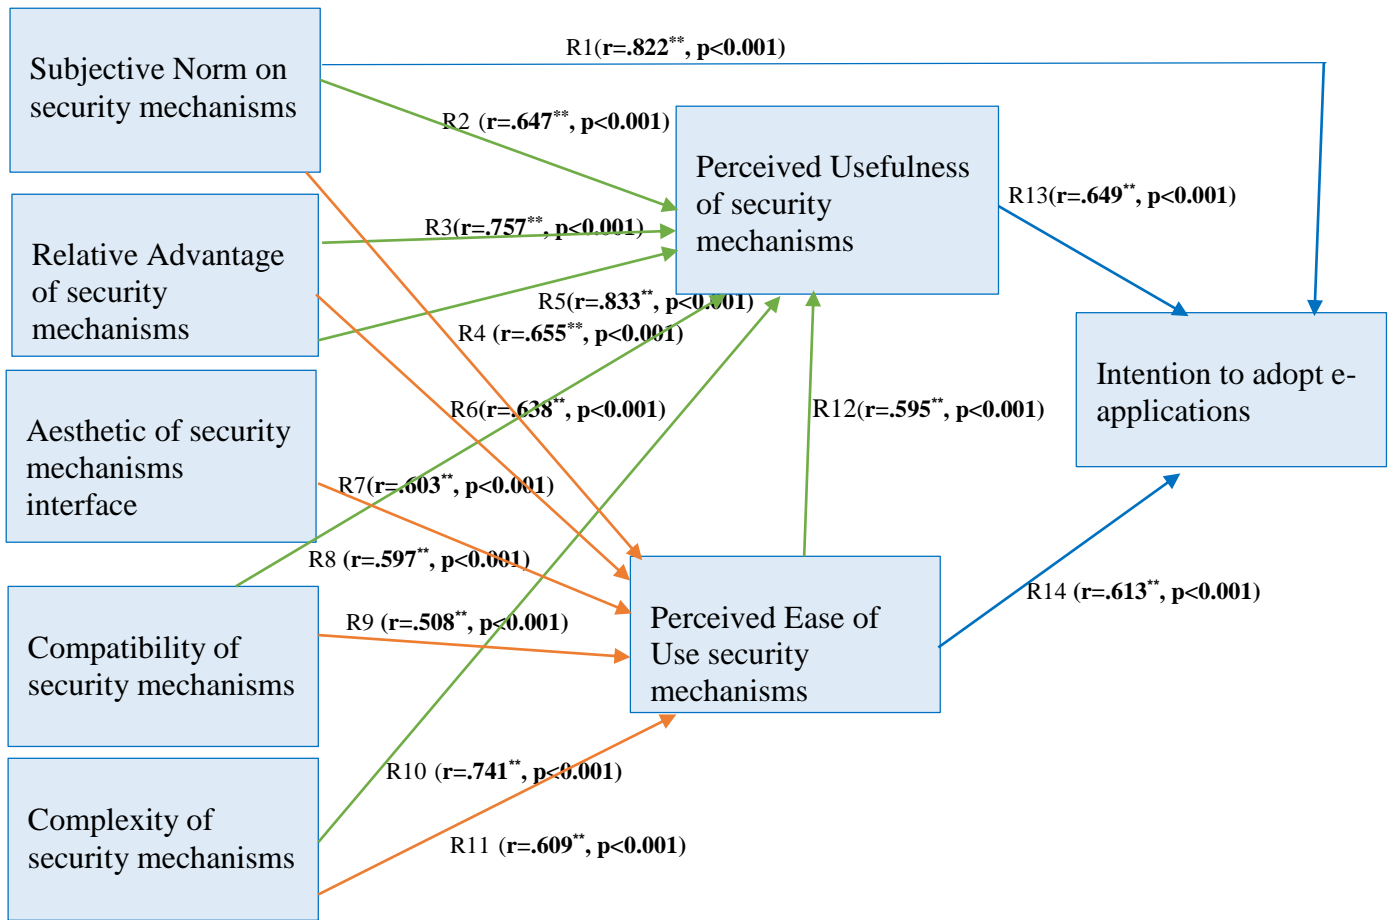 R1(r=.822**, p<0.001)
Subjective Norm on
security mechanisms
R2 (r=.647**, p<0.001)
Perceived Usefulness
of security
mechanisms
R13(r=.649**, p<0.001)
R3(r=.757**, p<0.001)
Relative Advantage
of security
mechanisms
R5(r=.833**, p<0.001)
R4 (r=.655**, p<0.001)
Intention to adopt e-
applications
R6(r=.638**, p<0.001)
R12(r=.595**, p<0.001)
Aesthetic of security
mechanisms
interface
R7(r=.603**, p<0.001)
R8 (r=.597**, p<0.001)
R14 (r=.613**, p<0.001)
R9 (r=.508**, p<0.001)
Perceived Ease of
Use security
mechanisms
Compatibility of
security mechanisms
R10 (r=.741**, p<0.001)
Complexity of
security mechanisms
R11 (r=.609**, p<0.001)